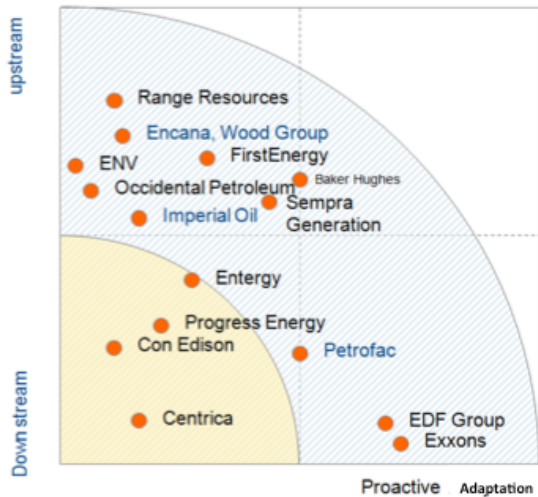 upstream
Range Resources
Encana, Wood Group
FirstEnergy
ENV
Baker Hughes
Occidental Petroleum
Sempra
Generation
Imperial Oil
Entergy
Progress Energy
Con Edison
Petrofac
Centrica
EDF Group
Exxons
Down stream
Proactive Adaptation